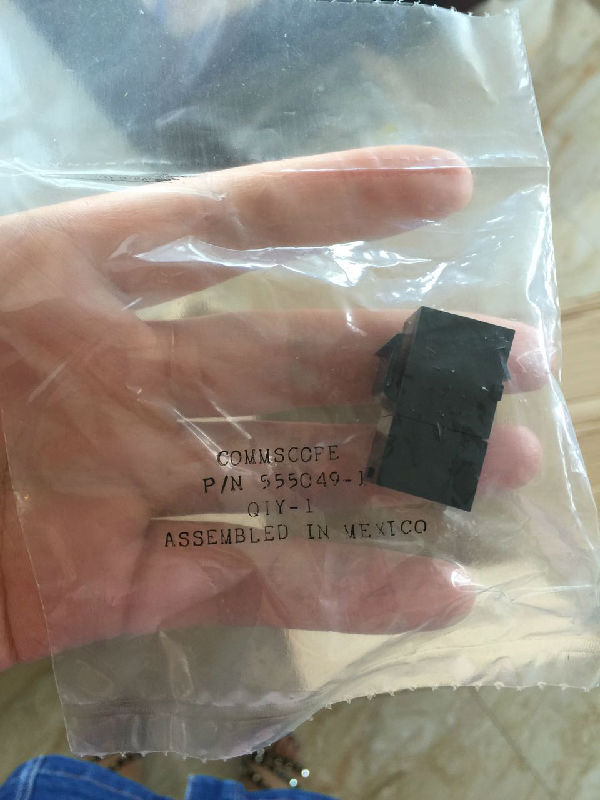 COMMSCOPE
P/N 555049-1
QTY-1
ASSEMBLED IN MEXICO